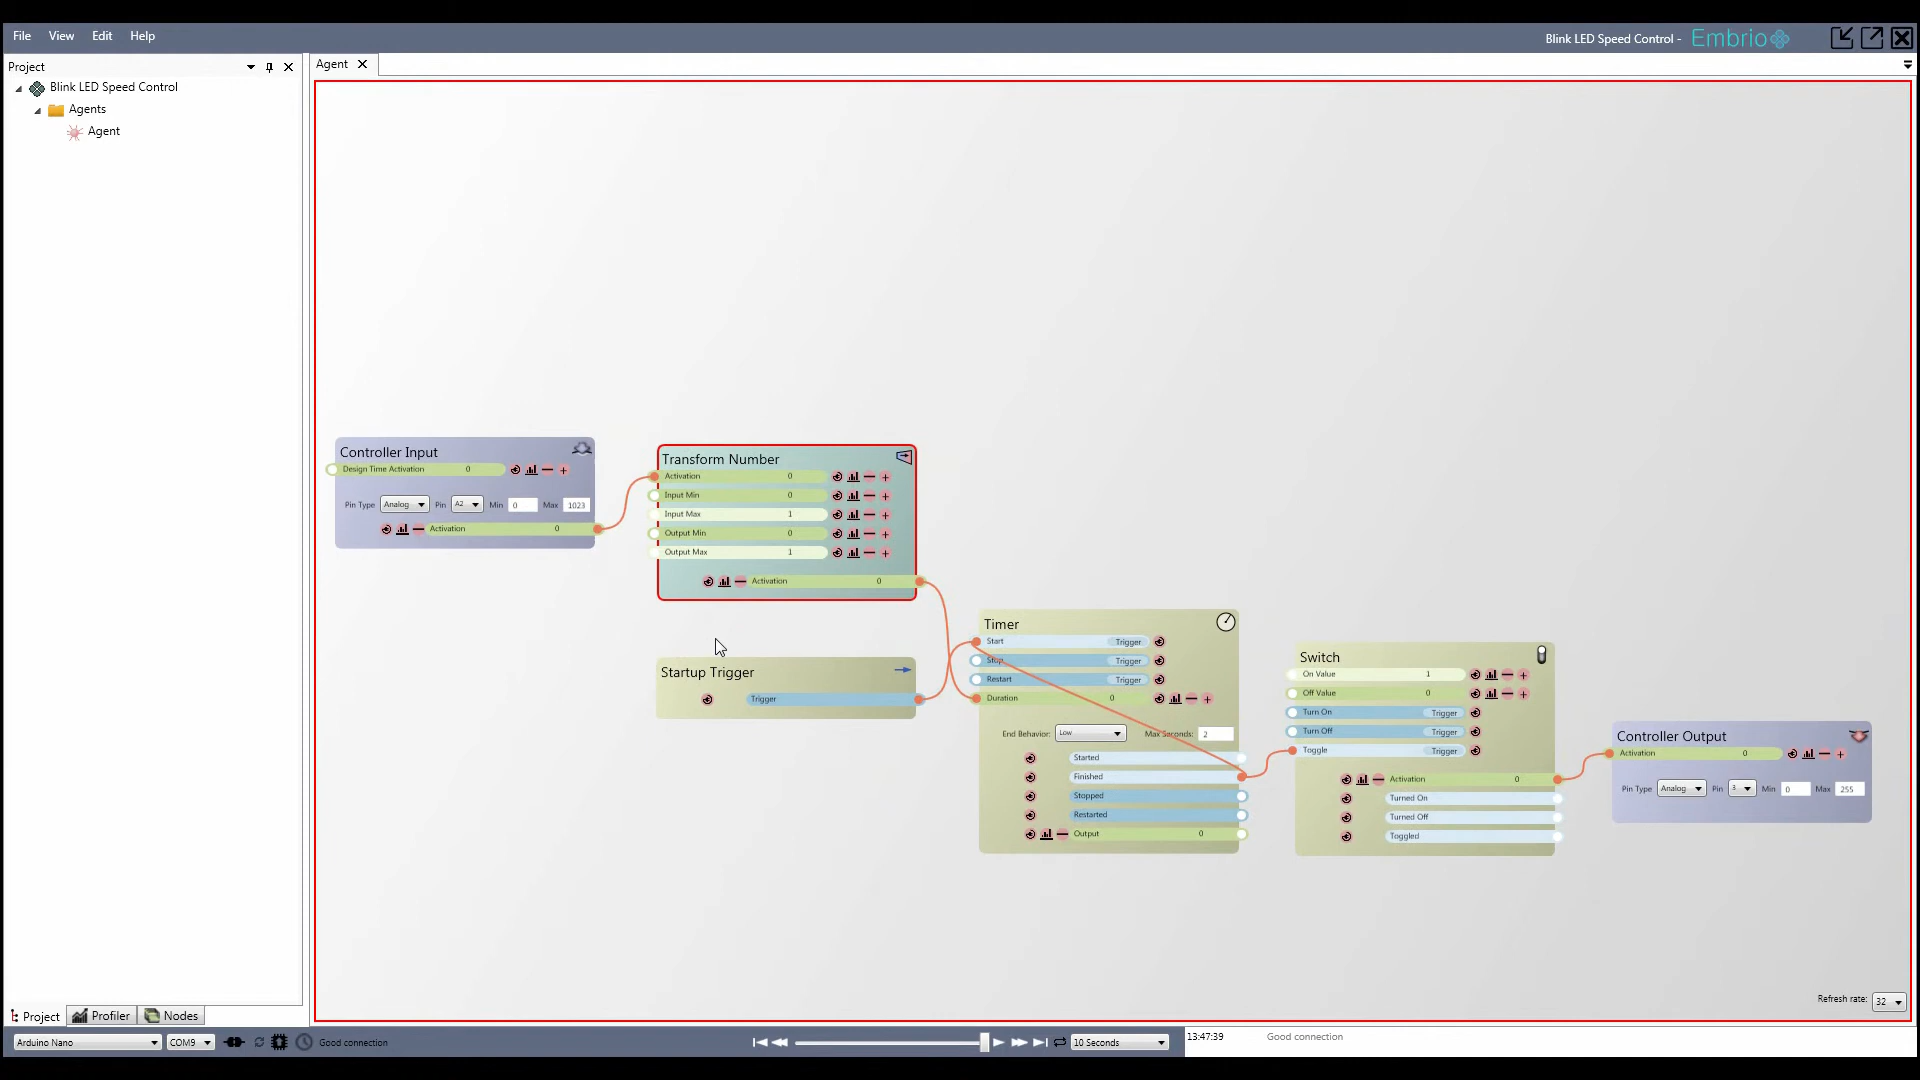 File View Edit Help
Blink LED Speed Control - Embrio
Project
Agent
Blink LED Speed Control
Agents
Agent
Controller Input
Design Time Activation 0
Pin Type Analog Pin A2 Min 0 Max 1023
Activation 0
Transform Number
Activation 0
Input Min 0
Input Max 1
Output Min 0
Output Max 1
Activation 0
Startup Trigger
Trigger
Timer
Start Trigger
Stop Trigger
Restart Trigger
Duration 0
End Behavior: Low Max Seconds: 2
Started
Finished
Stopped
Restarted
Output 0
Switch
On Value 1
Off Value 0
Turn On Trigger
Turn Off Trigger
Toggle Trigger
Activation 0
Turned On
Turned Off
Toggled
Controller Output
Activation 0
Pin Type Analog Pin 3 Min 0 Max 255
Refresh rate: 32
Project Profiler Nodes
Arduino Nano COM9 Good connection 10 Seconds 13:47:39 Good connection